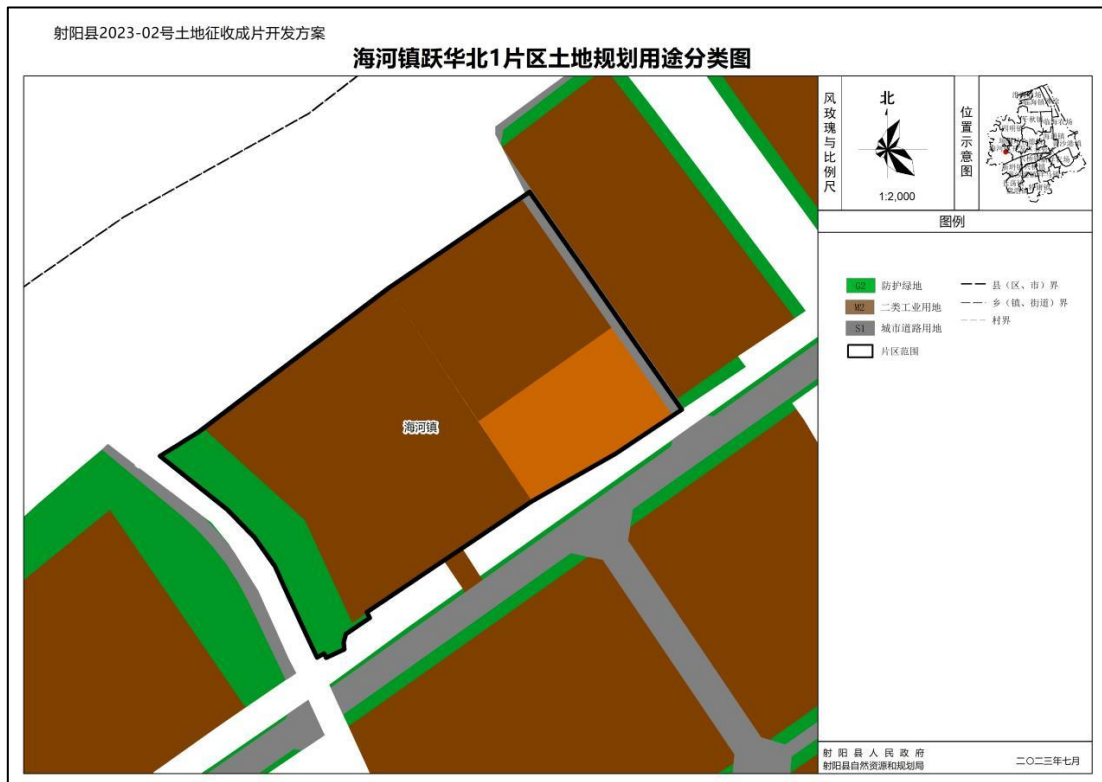 射阳县2023-02号土地征收成片开发方案
海河镇跃华北1片区土地规划用途分类图
风玫瑰与比例尺
北
1:2,000
位置示意图
图例
G2 防护绿地
M2 二类工业用地
S1 城市道路用地
片区范围
县（区、市）界
乡（镇、街道）界
村界
海河镇
射阳县人民政府
射阳县自然资源和规划局
二〇二三年七月